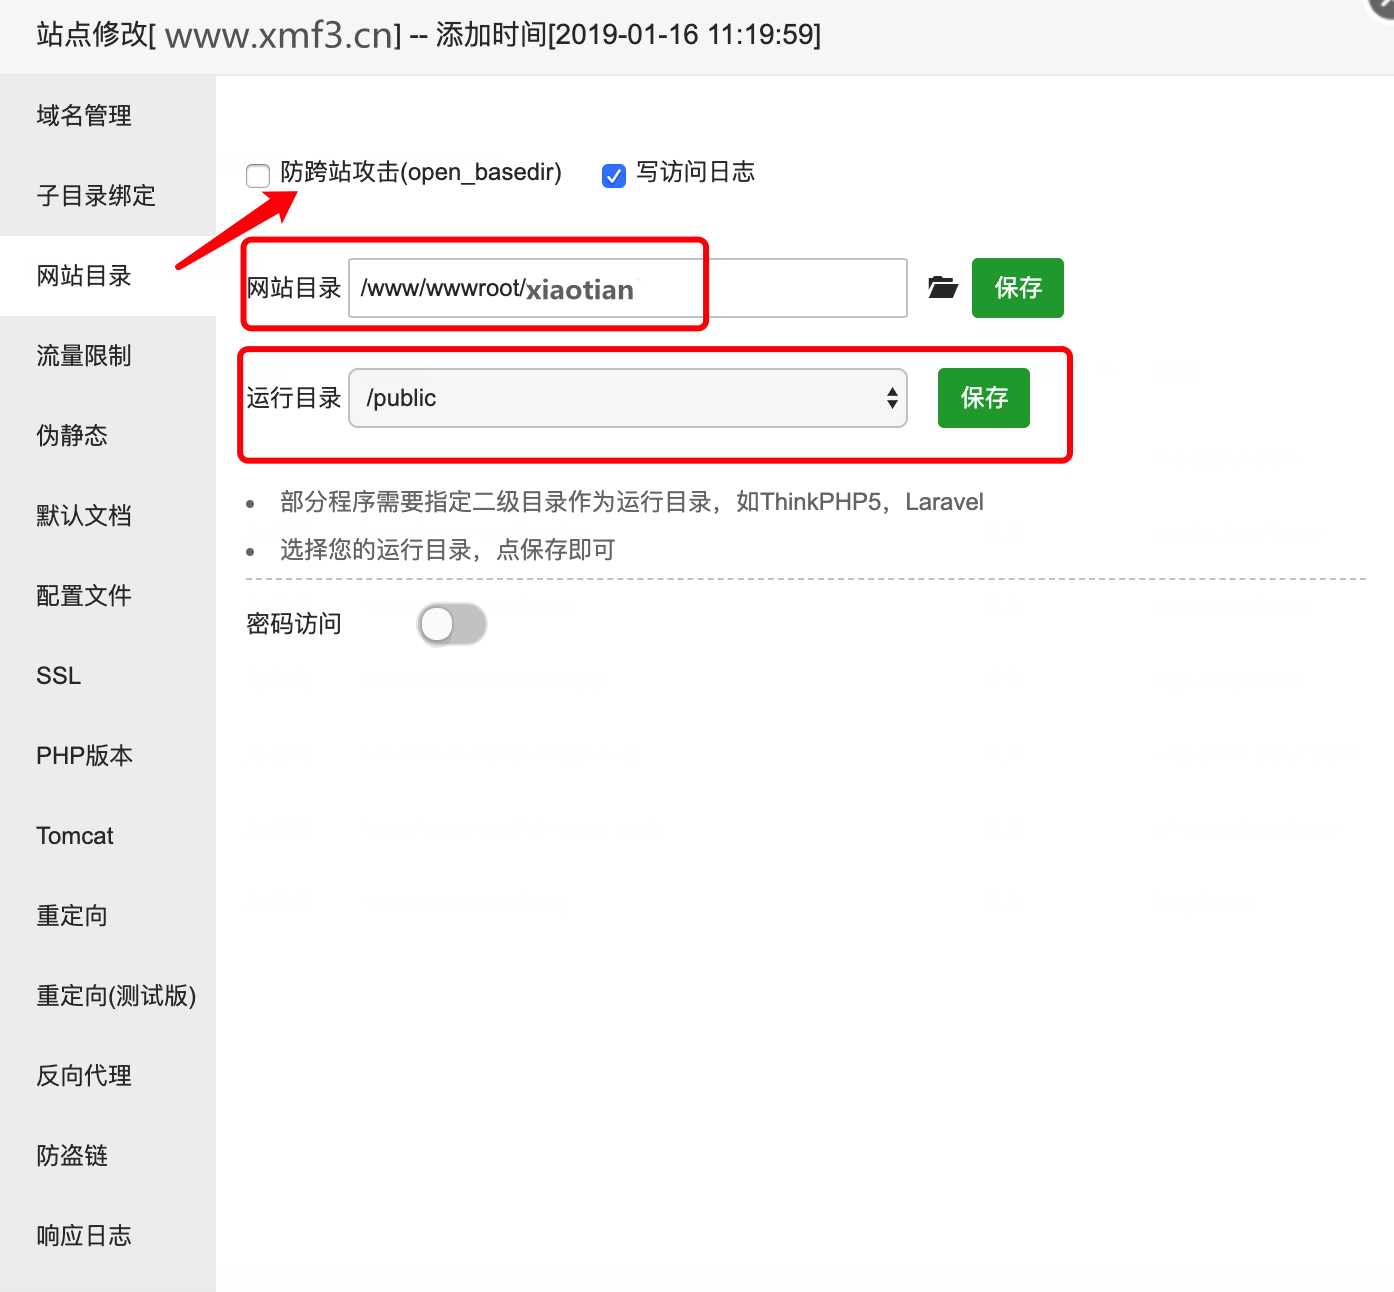 站点修改[ www.xmf3.cn] -- 添加时间[2019-01-16 11:19:59]
域名管理
子目录绑定
网站目录
流量限制
伪静态
默认文档
配置文件
SSL
PHP版本
Tomcat
重定向
重定向(测试版)
反向代理
防盗链
响应日志
防跨站攻击(open_basedir) 写访问日志
网站目录 /www/wwwroot/xiaotian 保存
运行目录 /public 保存
部分程序需要指定二级目录作为运行目录，如ThinkPHP5，Laravel
选择您的运行目录，点保存即可
密码访问